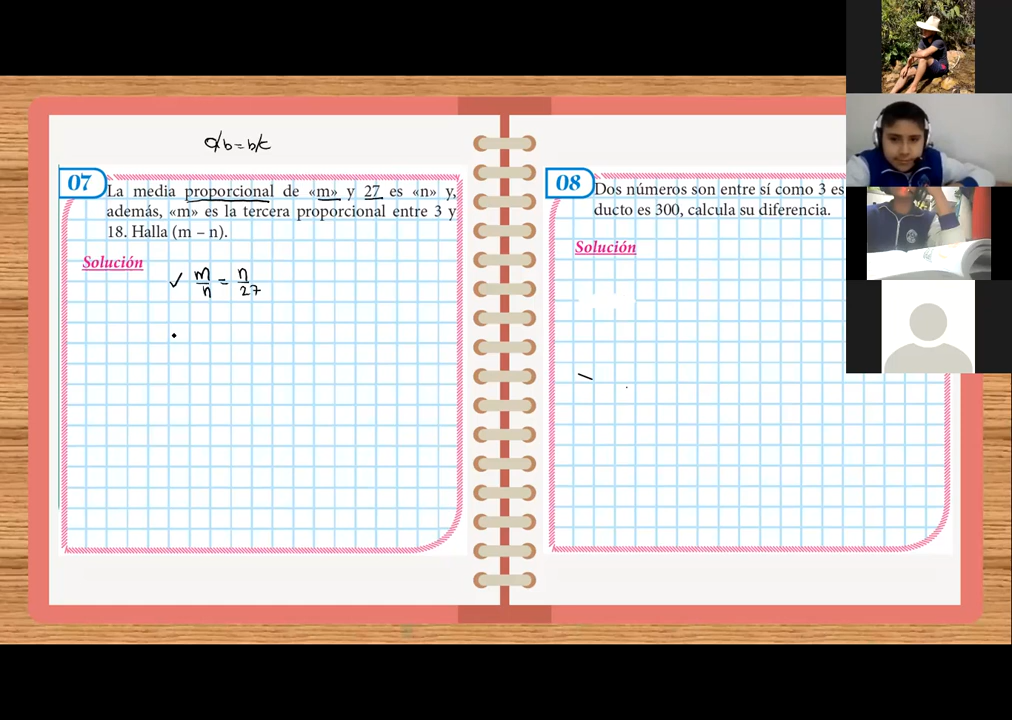 a/b = b/c
07
La media proporcional de «m» y 27 es «n» y,
además, «m» es la tercera proporcional entre 3 y
18. Halla (m – n).
Solución
✓ m/n = n/27
08
Dos números son entre sí como 3 es
ducto es 300, calcula su diferencia.
Solución